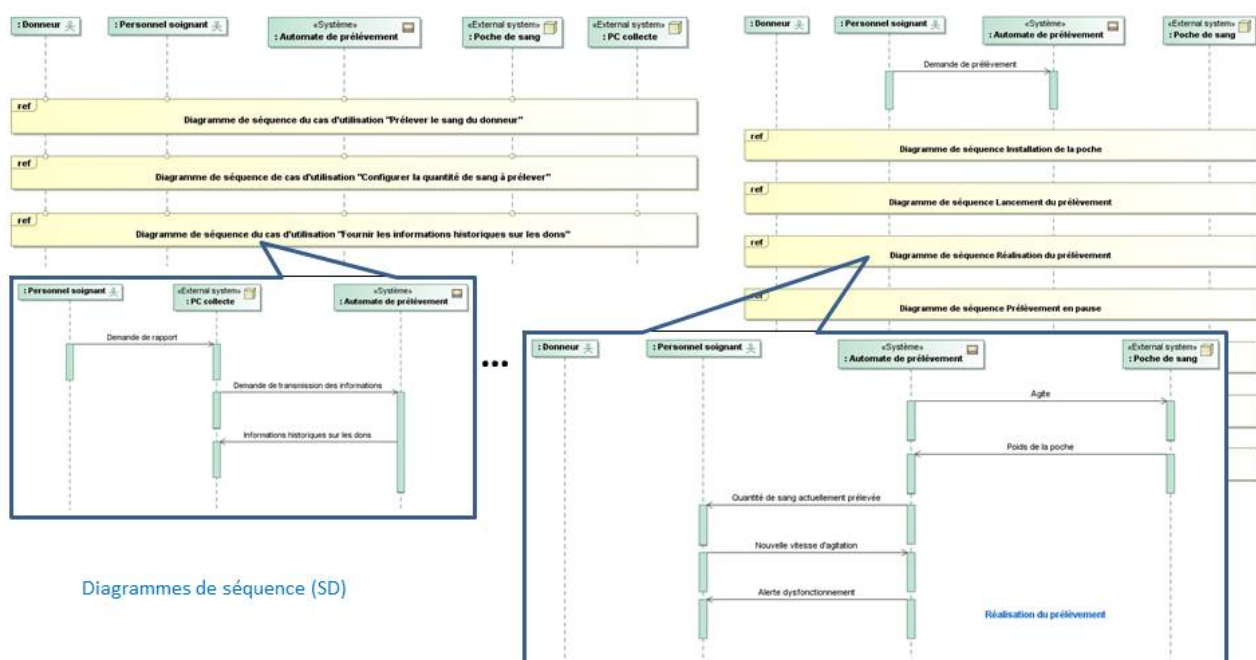 : Donneur
: Personnel soignant
«Système»
: Automate de prélèvement
«External system»
: Poche de sang
«External system»
: PC collecte
ref
Diagramme de séquence du cas d'utilisation "Prélever le sang du donneur"
ref
Diagramme de séquence de cas d'utilisation "Configurer la quantité de sang à prélever"
ref
Diagramme de séquence du cas d'utilisation "Fournir les informations historiques sur les dons"
: Donneur
: Personnel soignant
«Système»
: Automate de prélèvement
«External system»
: Poche de sang
Demande de prélèvement
ref
Diagramme de séquence Installation de la poche
ref
Diagramme de séquence Lancement du prélèvement
ref
Diagramme de séquence Réalisation du prélèvement
ref
Diagramme de séquence Prélèvement en pause
: Personnel soignant
«External system»
: PC collecte
«Système»
: Automate de prélèvement
Demande de rapport
Demande de transmission des informations
Informations historiques sur les dons
...
: Donneur
: Personnel soignant
«Système»
: Automate de prélèvement
«External system»
: Poche de sang
Agite
Poids de la poche
Quantité de sang actuellement prélevée
Nouvelle vitesse d'agitation
Alerte dysfonctionnement
Réalisation du prélèvement
Diagrammes de séquence (SD)